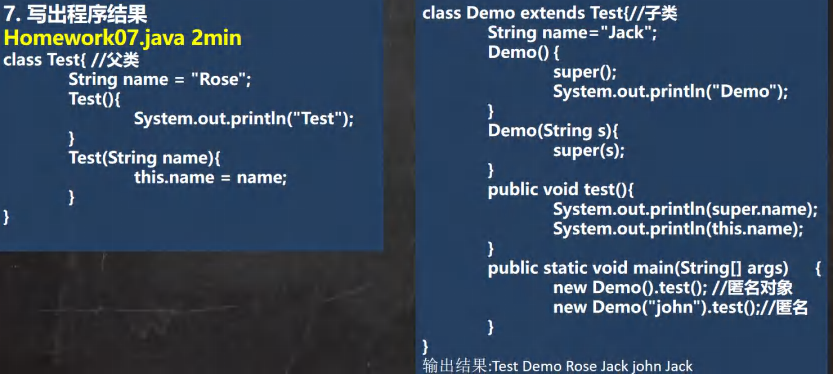 7. 写出程序结果
Homework07.java 2min
class Test{ //父类
String name = "Rose";
Test(){
System.out.println("Test");
}
Test(String name){
this.name = name;
}
}
class Demo extends Test{//子类
String name="Jack";
Demo() {
super();
System.out.println("Demo");
}
Demo(String s){
super(s);
}
public void test(){
System.out.println(super.name);
System.out.println(this.name);
}
public static void main(String[] args) {
new Demo().test(); //匿名对象
new Demo("john").test();//匿名
}
}
输出结果:Test Demo Rose Jack john Jack